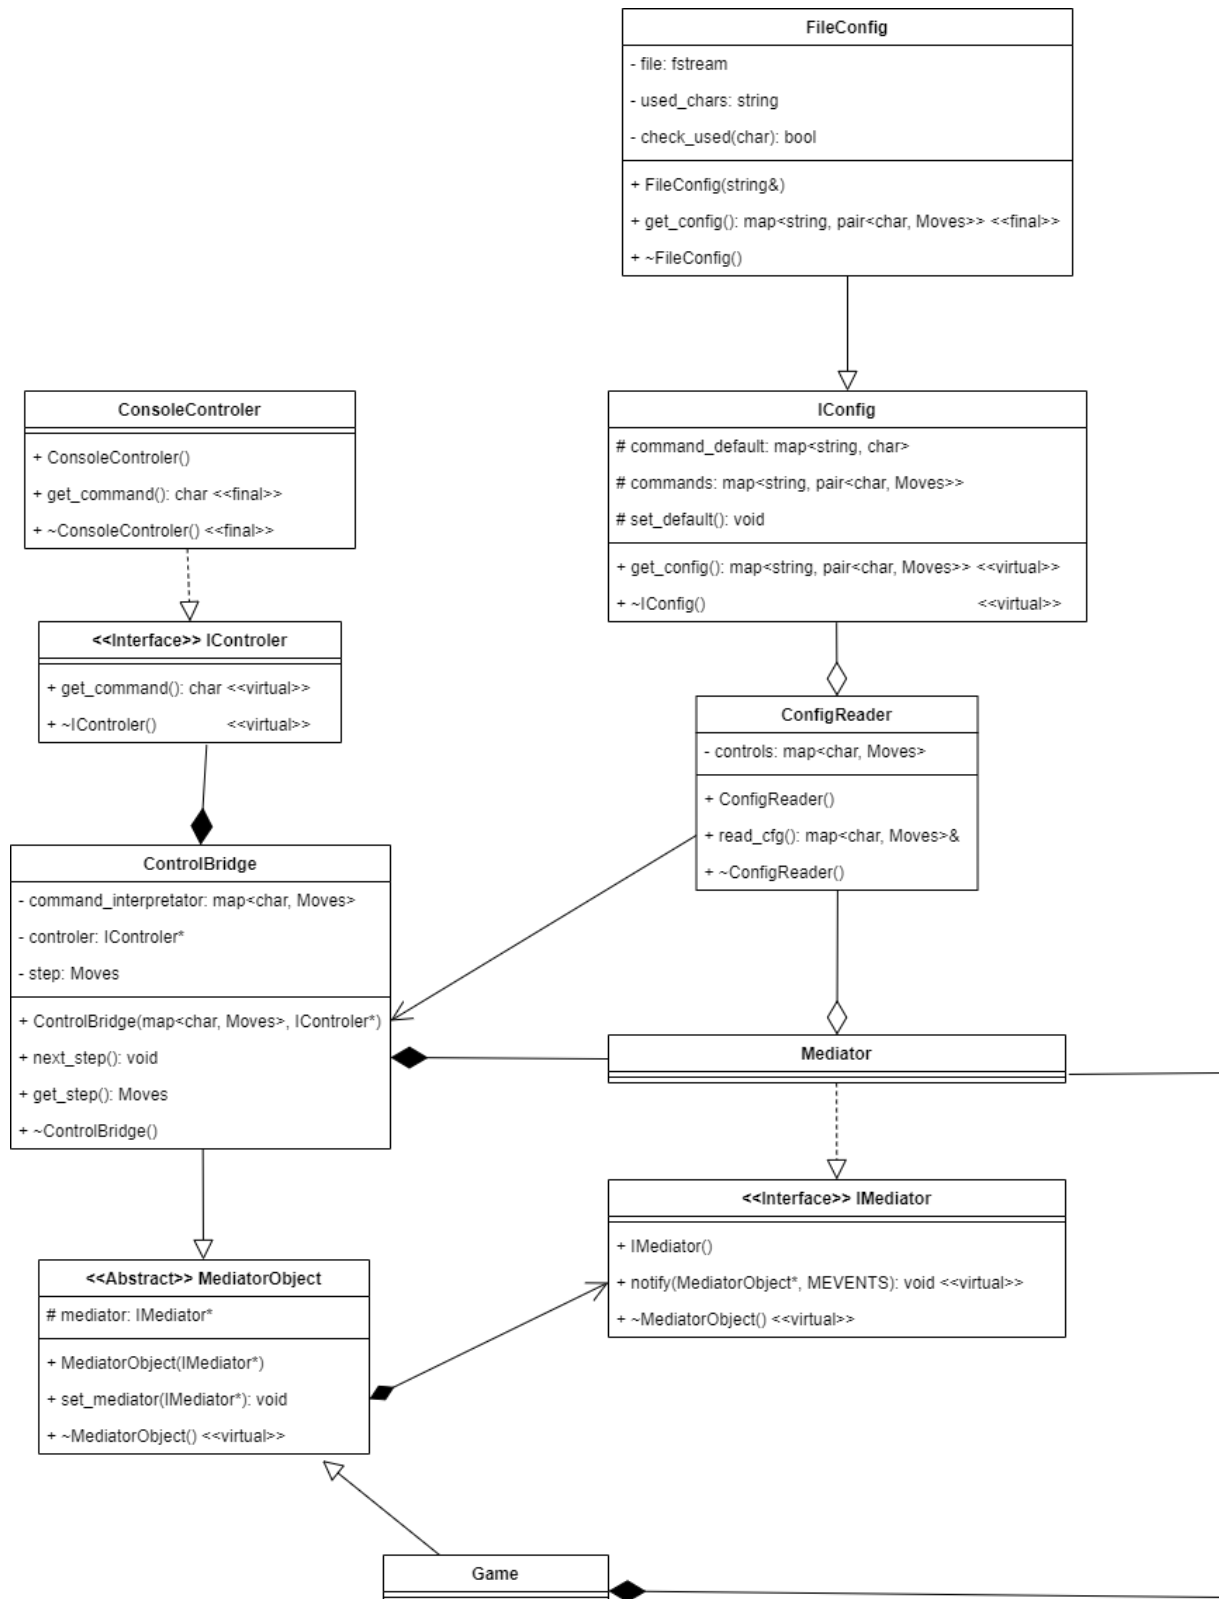 FileConfig
- file: fstream
- used_chars: string
- check_used(char): bool
+ FileConfig(string&)
+ get_config(): map<string, pair<char, Moves>> <<final>>
+ ~FileConfig()
ConsoleControler
+ ConsoleControler()
+ get_command(): char <<final>>
+ ~ConsoleControler() <<final>>
IConfig
# command_default: map<string, char>
# commands: map<string, pair<char, Moves>>
# set_default(): void
+ get_config(): map<string, pair<char, Moves>> <<virtual>>
+ ~IConfig() <<virtual>>
<<Interface>> IControler
+ get_command(): char <<virtual>>
+ ~IControler() <<virtual>>
ConfigReader
- controls: map<char, Moves>
+ ConfigReader()
+ read_cfg(): map<char, Moves>&
+ ~ConfigReader()
ControlBridge
- command_interpretator: map<char, Moves>
- controler: IControler*
- step: Moves
+ ControlBridge(map<char, Moves>, IControler*)
+ next_step(): void
+ get_step(): Moves
+ ~ControlBridge()
Mediator
<<Interface>> IMediator
+ IMediator()
+ notify(MediatorObject*, MEVENTS): void <<virtual>>
+ ~MediatorObject() <<virtual>>
<<Abstract>> MediatorObject
# mediator: IMediator*
+ MediatorObject(IMediator*)
+ set_mediator(IMediator*): void
+ ~MediatorObject() <<virtual>>
Game